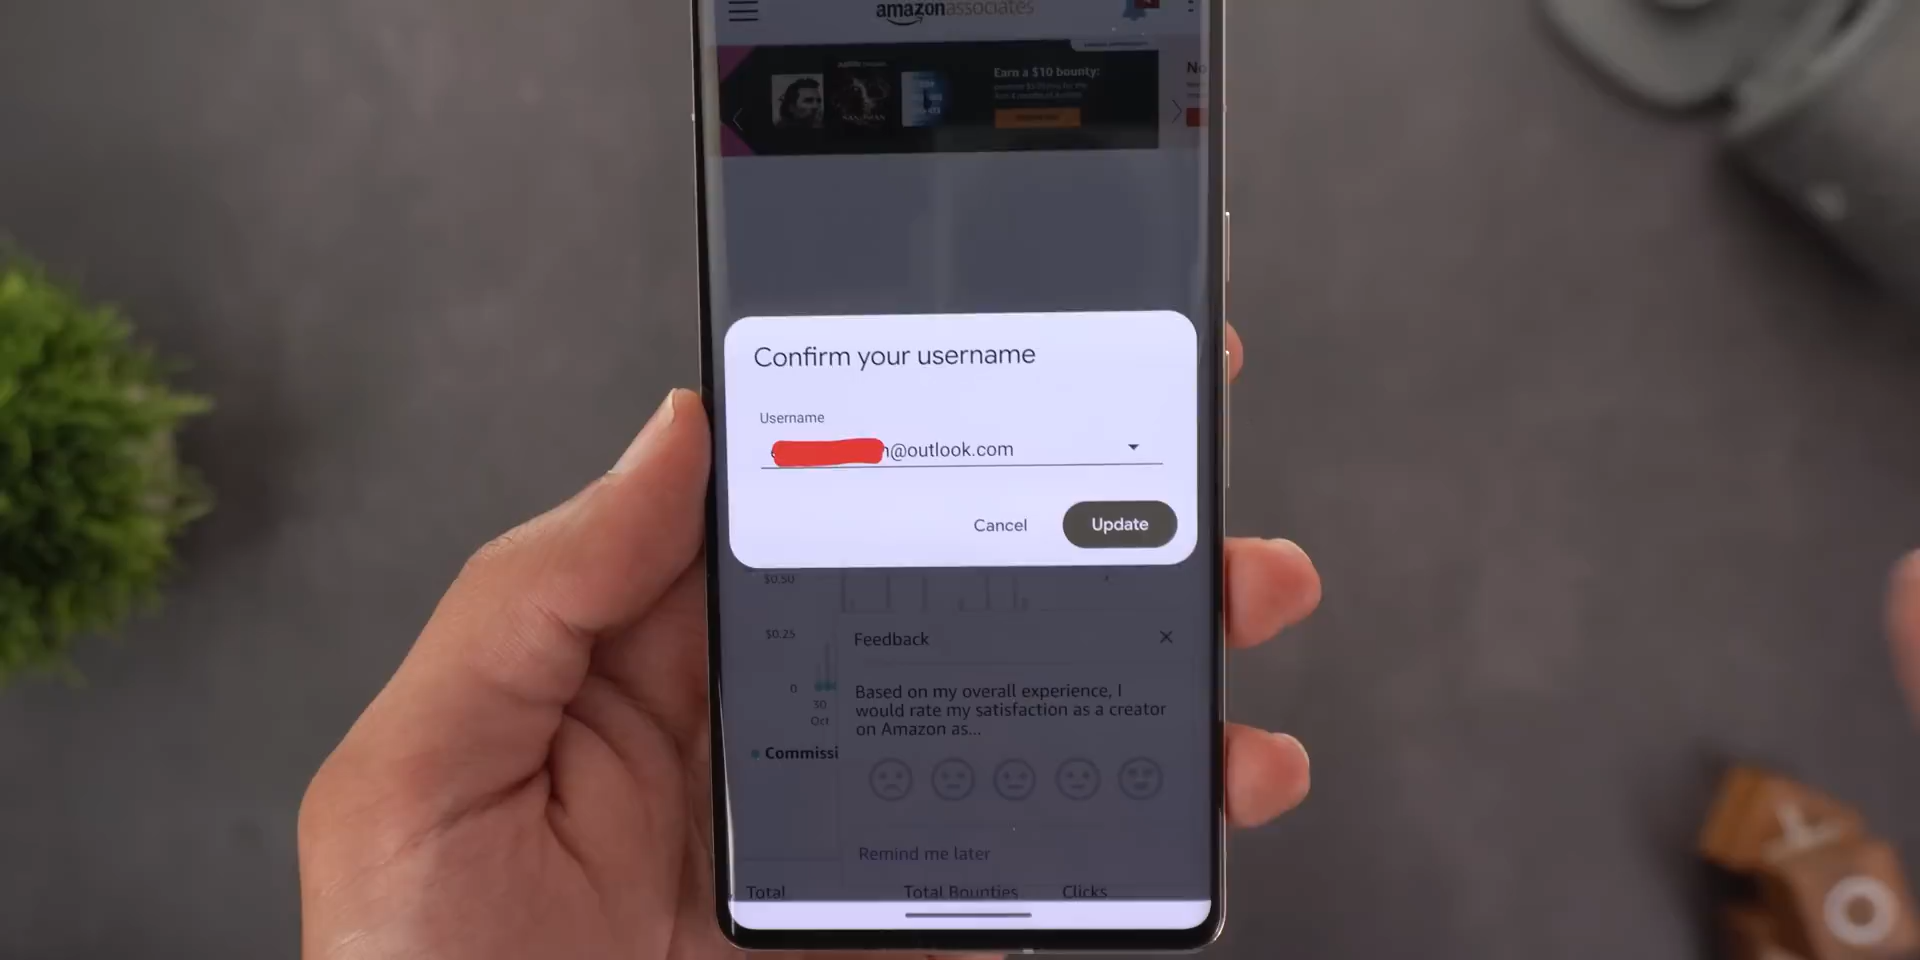 amazonassociates
Earn a $10 bounty:
No
Confirm your username
Username
@outlook.com
Cancel
Update
$0.50
$0.25
0
30
Oct
Commissi
Feedback
Based on my overall experience, I
would rate my satisfaction as a creator
on Amazon as...
Remind me later
Total
Total Bounties
Clicks